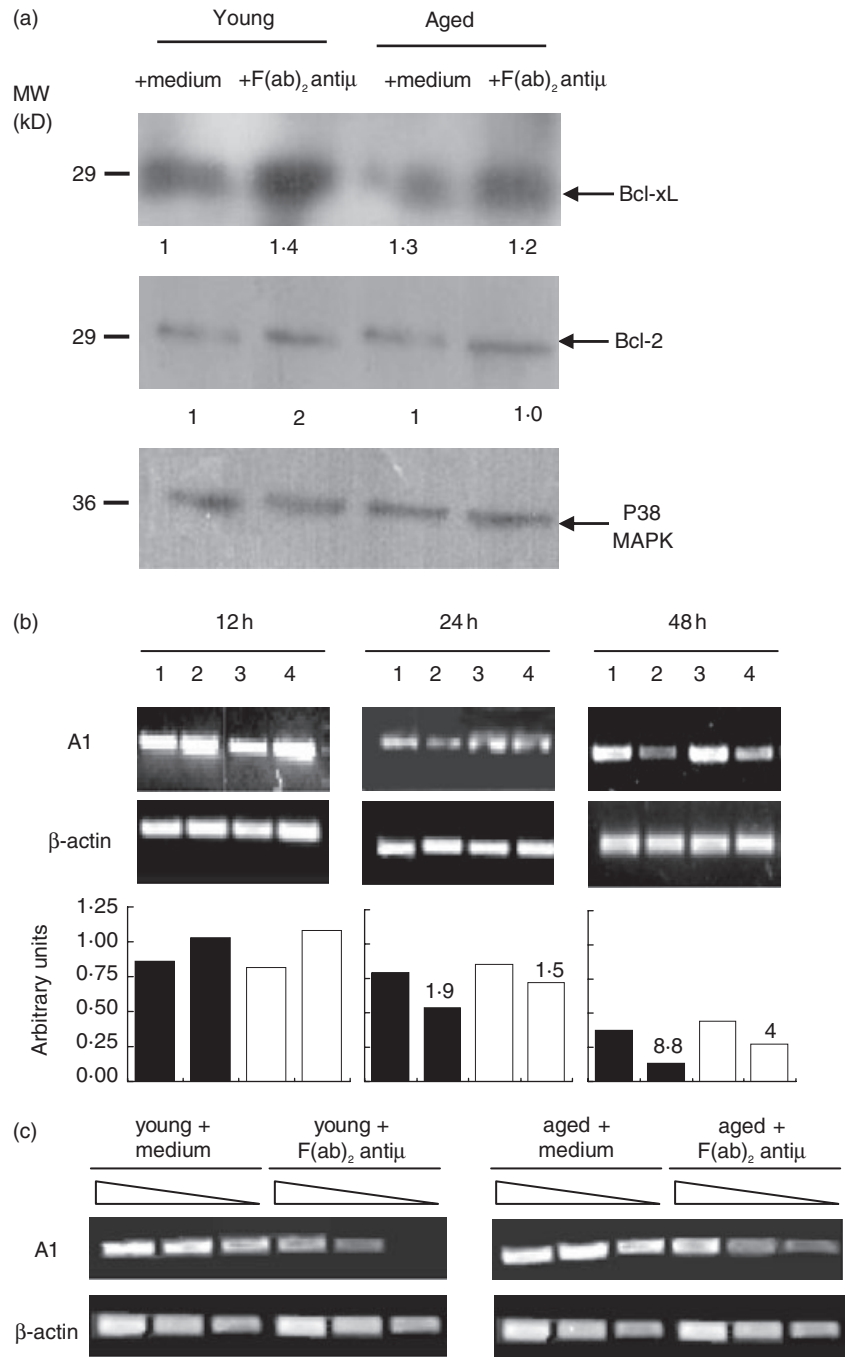 (a)
Young Aged
+medium +F(ab)₂ antiμ +medium +F(ab)₂ antiμ
MW
(kD)
29 Bcl-xL
1 1·4 1·3 1·2
29 Bcl-2
1 2 1 1·0
36 P38
MAPK
(b) 12 h 24 h 48 h
1 2 3 4 1 2 3 4 1 2 3 4
A1
β-actin
Arbitrary units
1·25
1·00
0·75
0·50
0·25
0·00
1·9 1·5
8·8 4
(c) young + young + aged + aged +
medium F(ab)₂ antiμ medium F(ab)₂ antiμ
A1
β-actin